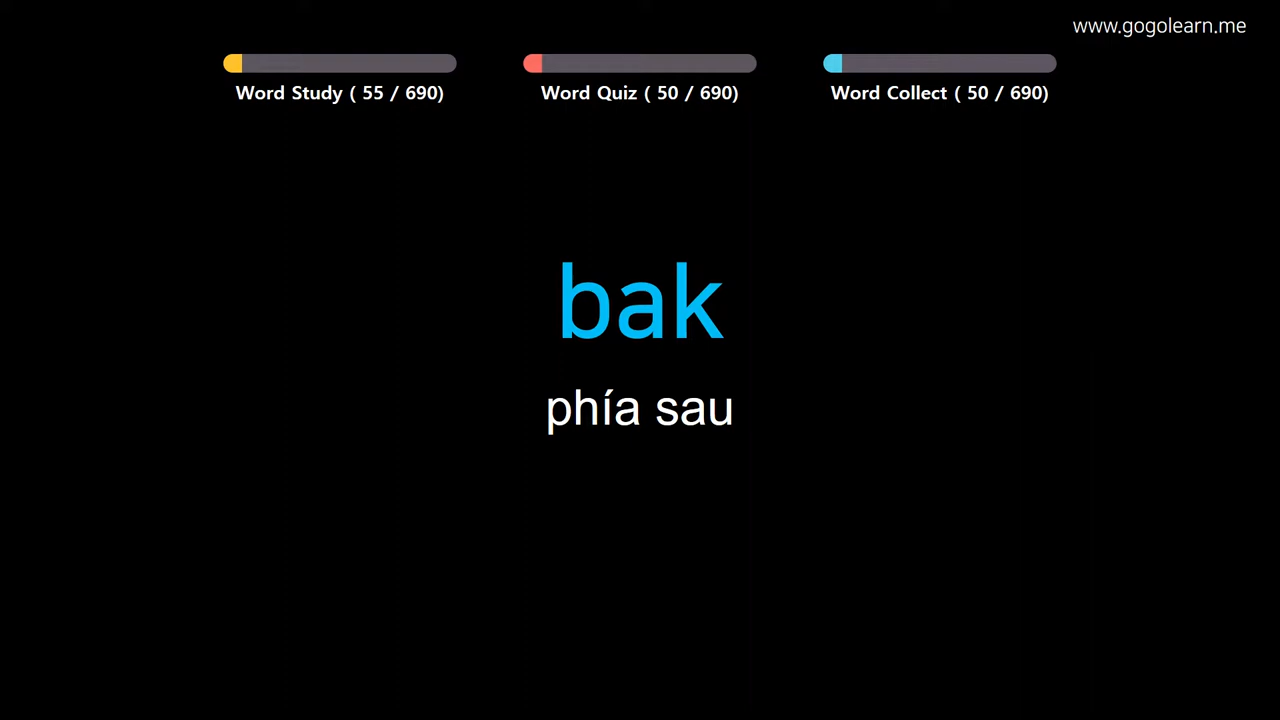 www.gogolearn.me
Word Study ( 55 / 690)
Word Quiz ( 50 / 690)
Word Collect ( 50 / 690)
bak
phía sau